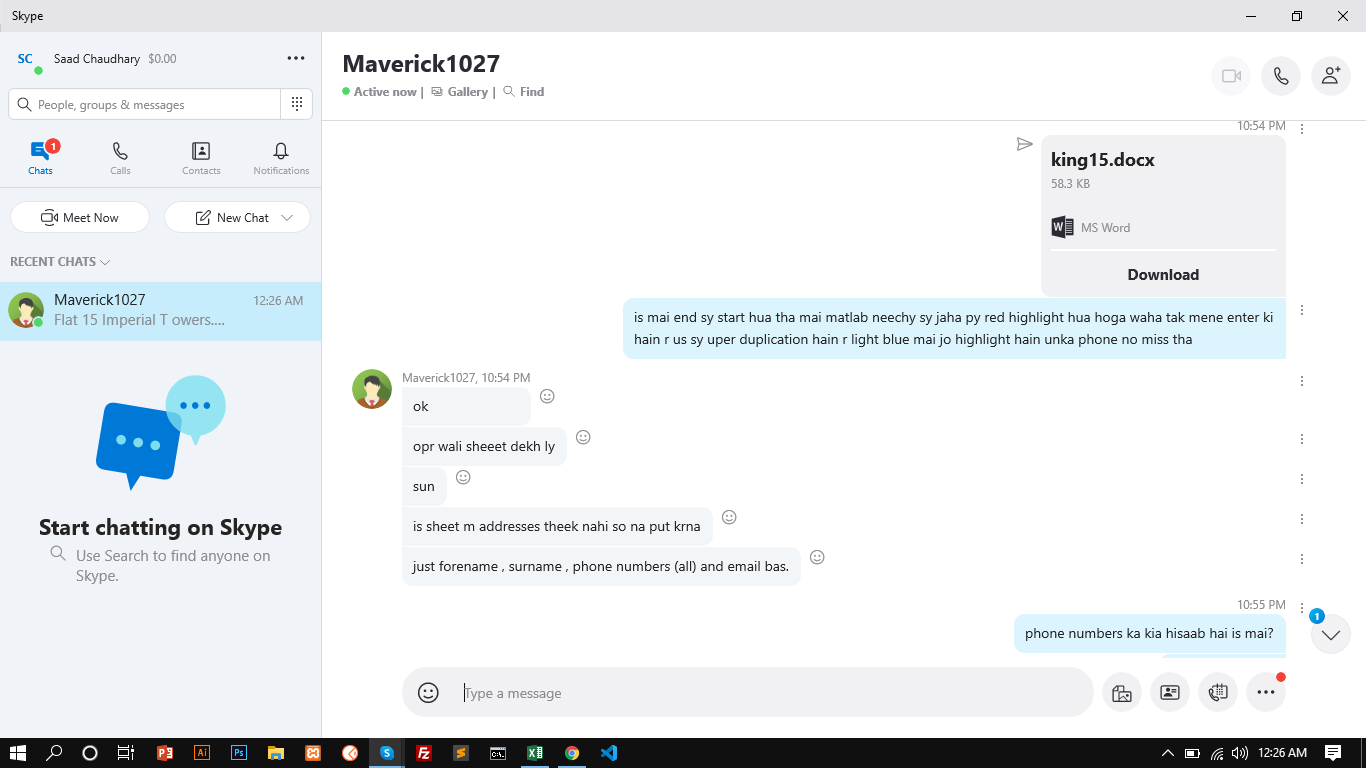 Skype
SC
Saad Chaudhary $0.00
People, groups & messages
1
Chats
Calls
Contacts
Notifications
Meet Now
New Chat
RECENT CHATS
Maverick1027
12:26 AM
Flat 15 Imperial T owers....
Start chatting on Skype
Use Search to find anyone on
Skype.
Maverick1027
Active now | Gallery | Find
10:54 PM
king15.docx
58.3 KB
W
MS Word
Download
is mai end sy start hua tha mai matlab neechy sy jaha py red highlight hua hoga waha tak mene enter ki
hain r us sy uper duplication hain r light blue mai jo highlight hain unka phone no miss tha
Maverick1027, 10:54 PM
ok
opr wali sheeet dekh ly
sun
is sheet m addresses theek nahi so na put krna
just forename , surname , phone numbers (all) and email bas.
10:55 PM
phone numbers ka kia hisaab hai is mai?
1
Type a message
P
Ai
Ps
S
Fz
X
12:26 AM